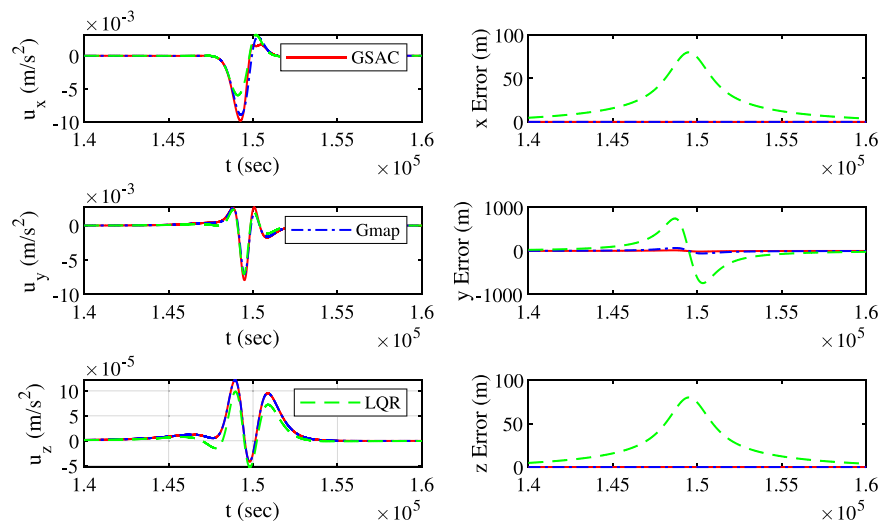 ×10⁻³
u_x (m/s²)
0
-5
-10
GSAC
1.4 1.45 1.5 1.55 1.6
t (sec)
×10⁵
x Error (m)
100
50
0
1.4 1.45 1.5 1.55 1.6
×10⁵
×10⁻³
u_y (m/s²)
0
-5
-10
Gmap
1.4 1.45 1.5 1.55 1.6
t (sec)
×10⁵
y Error (m)
1000
0
-1000
1.4 1.45 1.5 1.55 1.6
×10⁵
×10⁻⁵
u_z (m/s²)
10
5
0
-5
LQR
1.4 1.45 1.5 1.55 1.6
t (sec)
×10⁵
z Error (m)
100
50
0
1.4 1.45 1.5 1.55 1.6
×10⁵